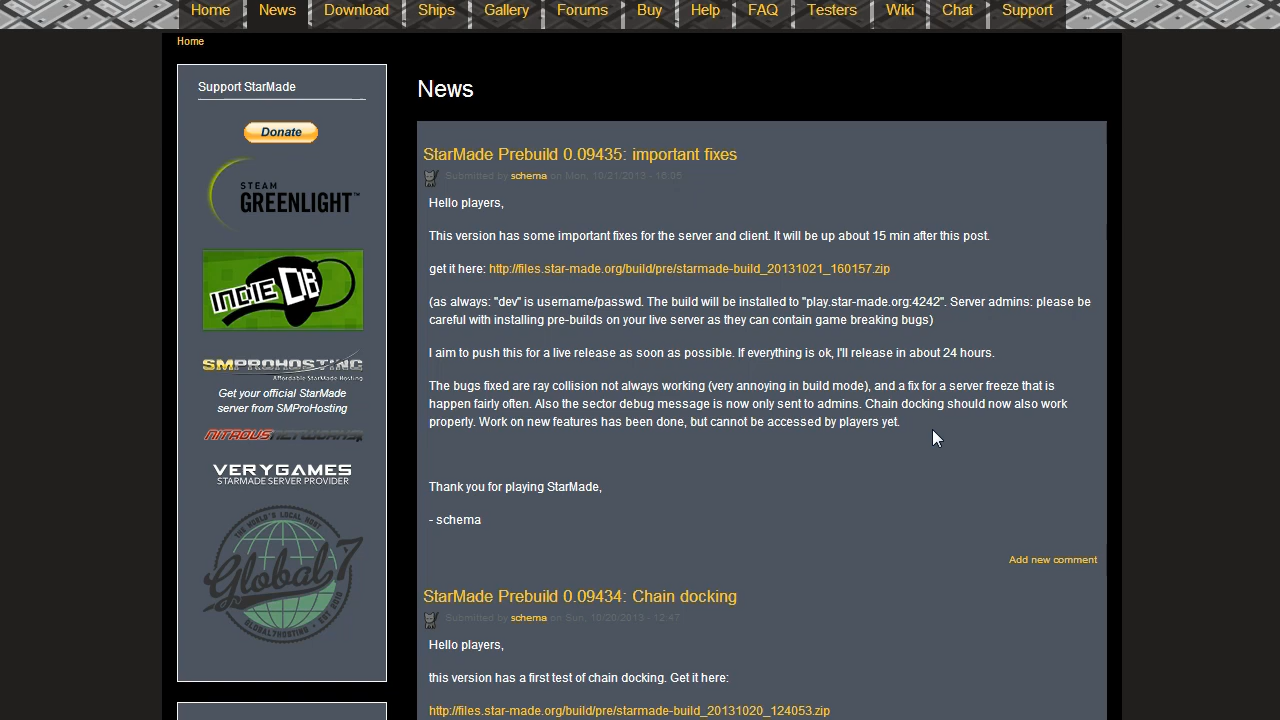 Home News Download Ships Gallery Forums Buy Help FAQ Testers Wiki Chat Support
Home
Support StarMade
Donate
STEAM
GREENLIGHT™
INDIE DB
SMPROHOSTING
Affordable StarMade Hosting
Get your official StarMade
server from SMProHosting
NITROUSNETWORKS
VERYGAMES
STARMADE SERVER PROVIDER
THE WORLD'S LOCAL HOST
Global7
GLOBAL7HOSTING • EST 2010
News
StarMade Prebuild 0.09435: important fixes
Submitted by schema on Mon, 10/21/2013 - 16:05
Hello players,
This version has some important fixes for the server and client. It will be up about 15 min after this post.
get it here: http://files.star-made.org/build/pre/starmade-build_20131021_160157.zip
(as always: "dev" is username/passwd. The build will be installed to "play.star-made.org:4242". Server admins: please be
careful with installing pre-builds on your live server as they can contain game breaking bugs)
I aim to push this for a live release as soon as possible. If everything is ok, I'll release in about 24 hours.
The bugs fixed are ray collision not always working (very annoying in build mode), and a fix for a server freeze that is
happen fairly often. Also the sector debug message is now only sent to admins. Chain docking should now also work
properly. Work on new features has been done, but cannot be accessed by players yet.
Thank you for playing StarMade,
- schema
Add new comment
StarMade Prebuild 0.09434: Chain docking
Submitted by schema on Sun, 10/20/2013 - 12:47
Hello players,
this version has a first test of chain docking. Get it here:
http://files.star-made.org/build/pre/starmade-build_20131020_124053.zip